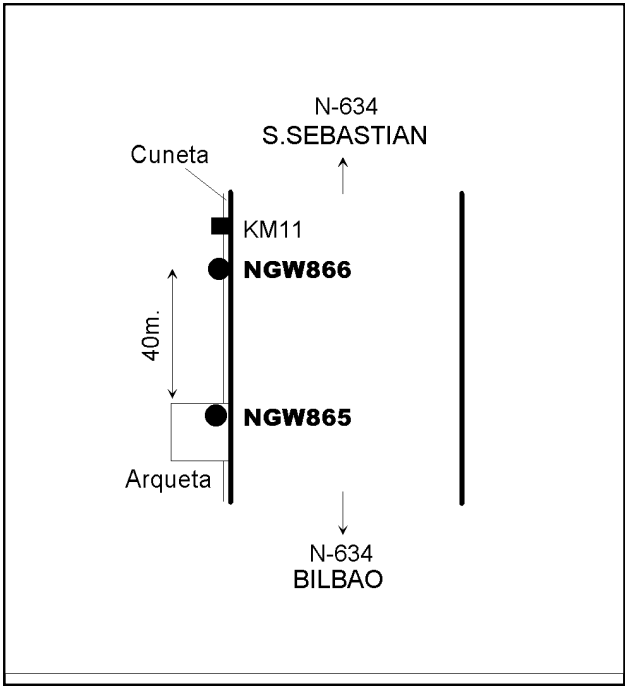 N-634
S.SEBASTIAN
Cuneta
KM11
NGW866
40m.
NGW865
Arqueta
N-634
BILBAO